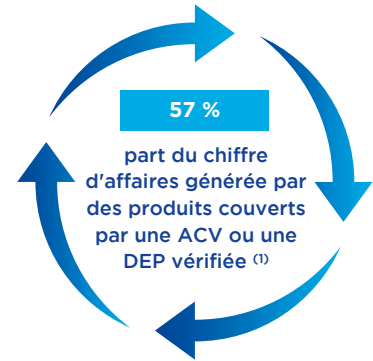 57 %
part du chiffre
d'affaires générée par
des produits couverts
par une ACV ou une
DEP vérifiée (1)